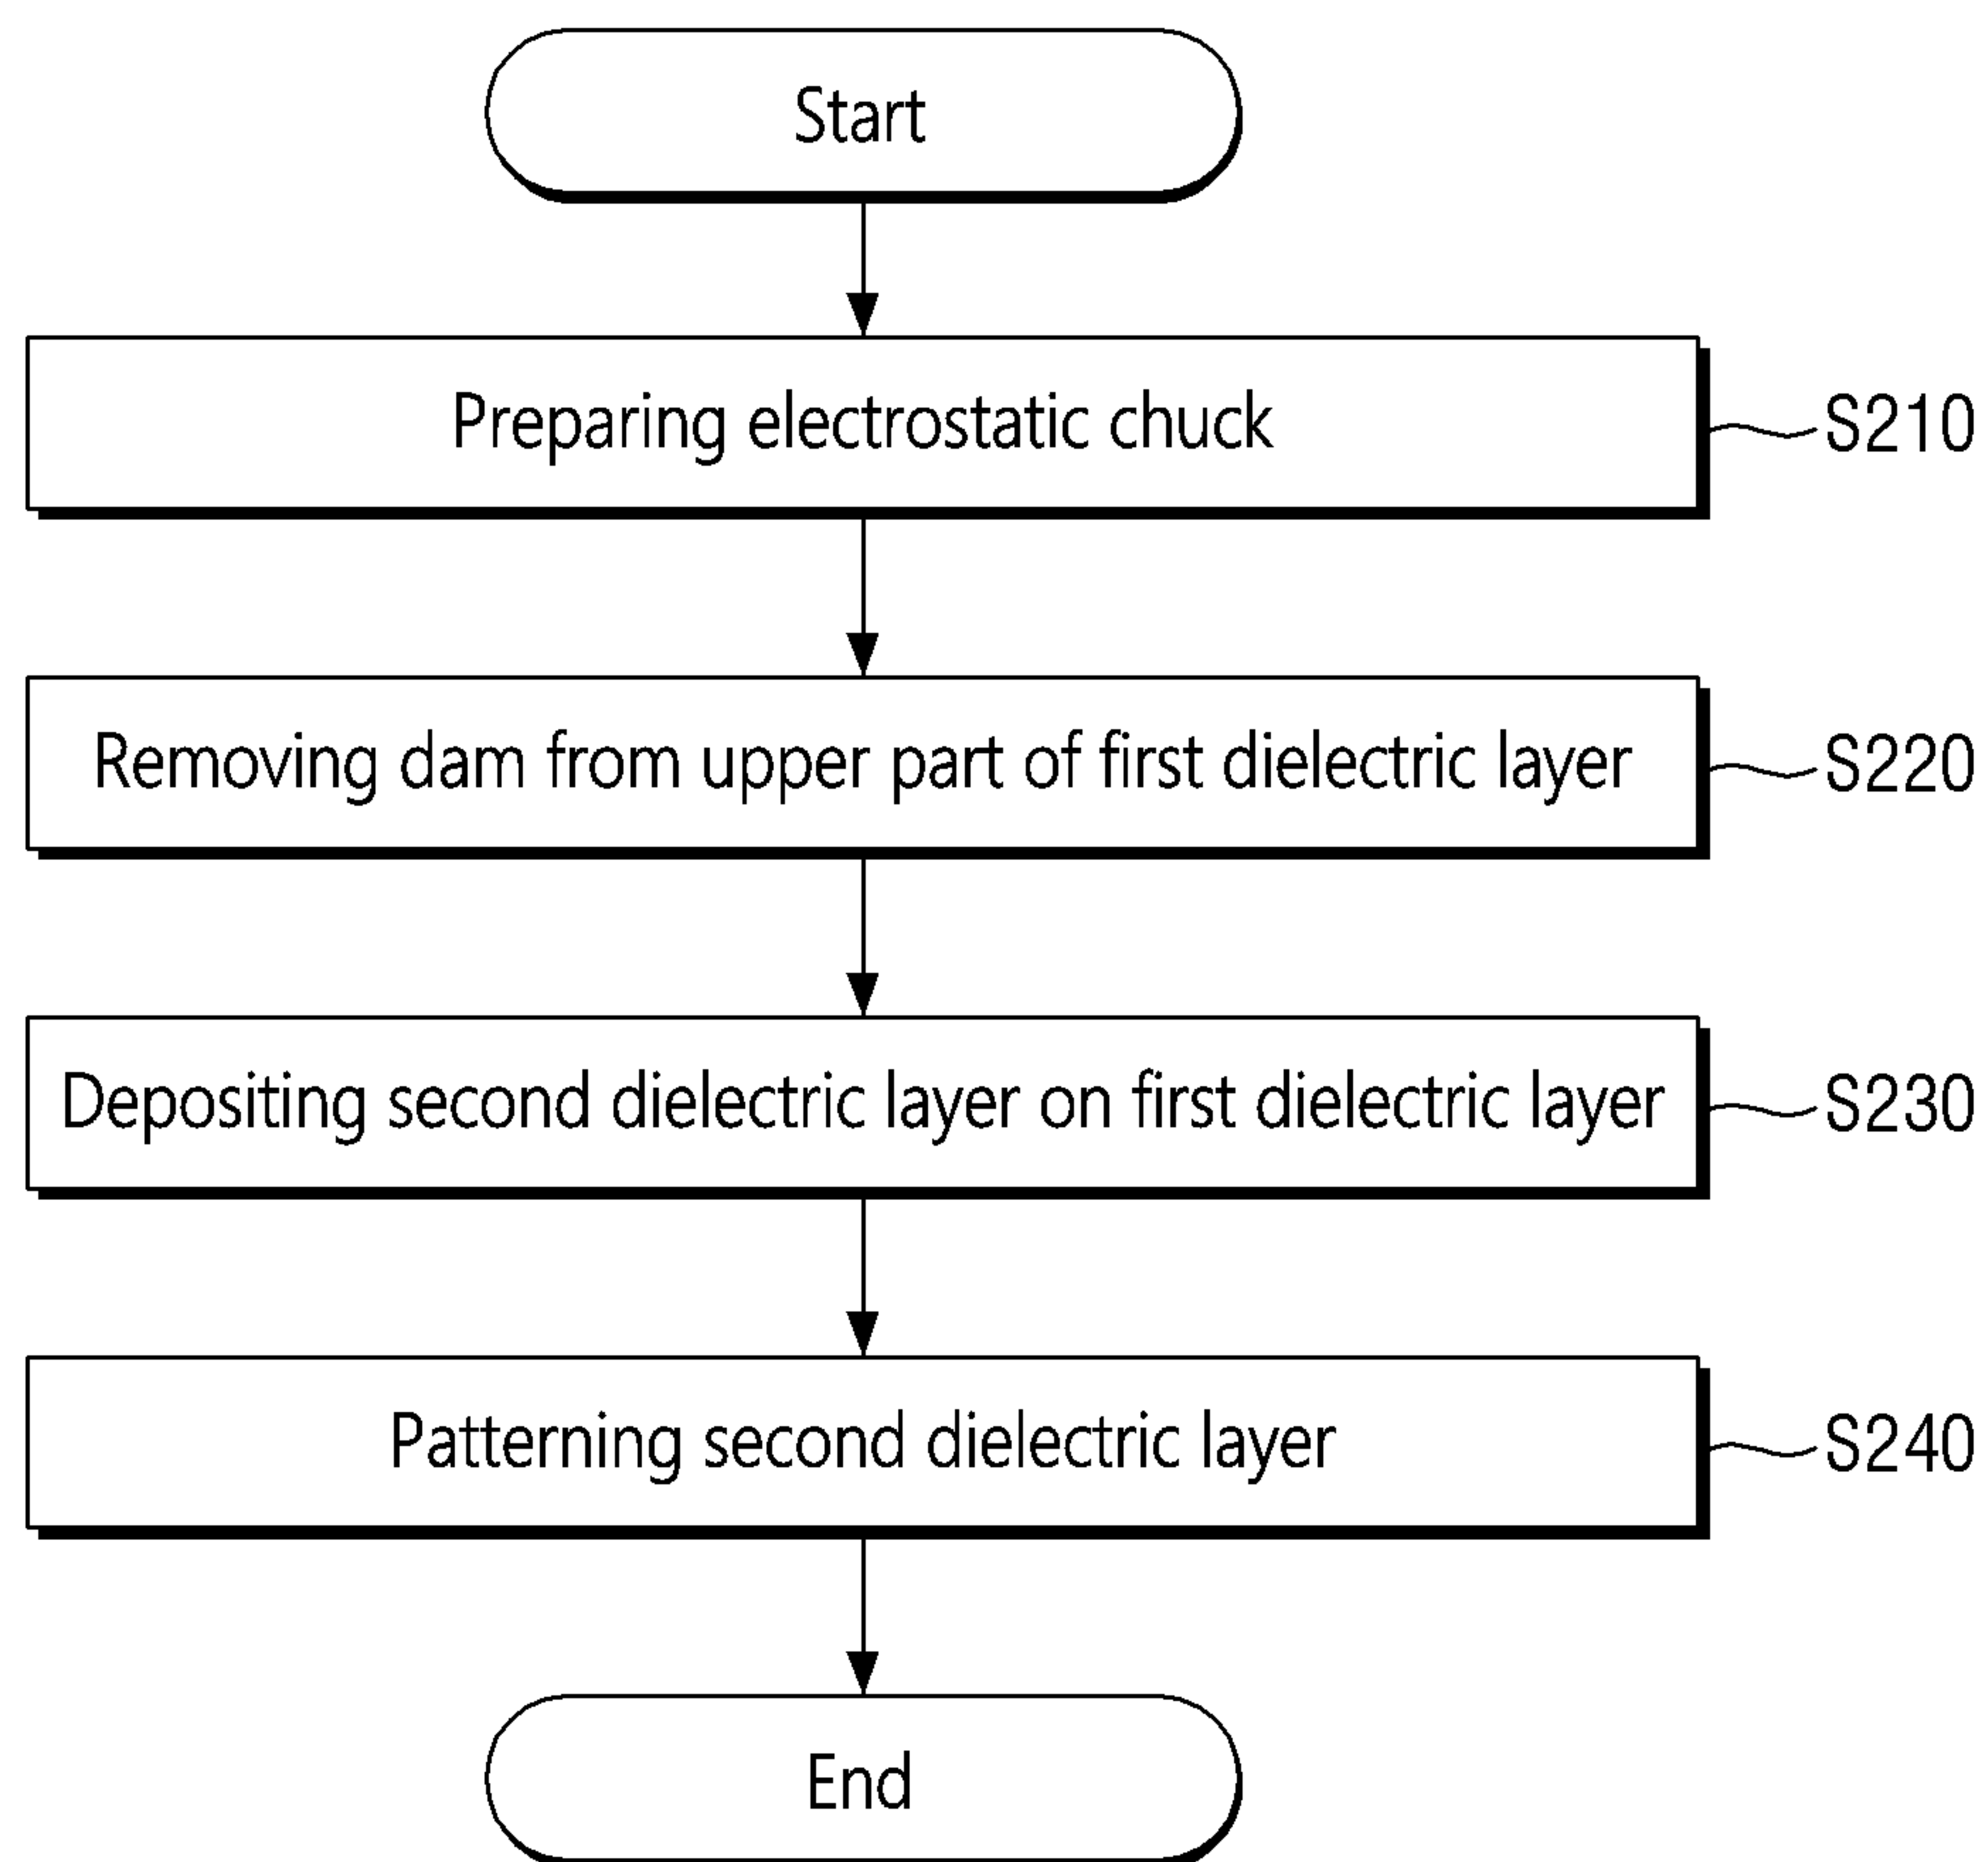 Start
Preparing electrostatic chuck
S210
Removing dam from upper part of first dielectric layer
S220
Depositing second dielectric layer on first dielectric layer
S230
Patterning second dielectric layer
S240
End